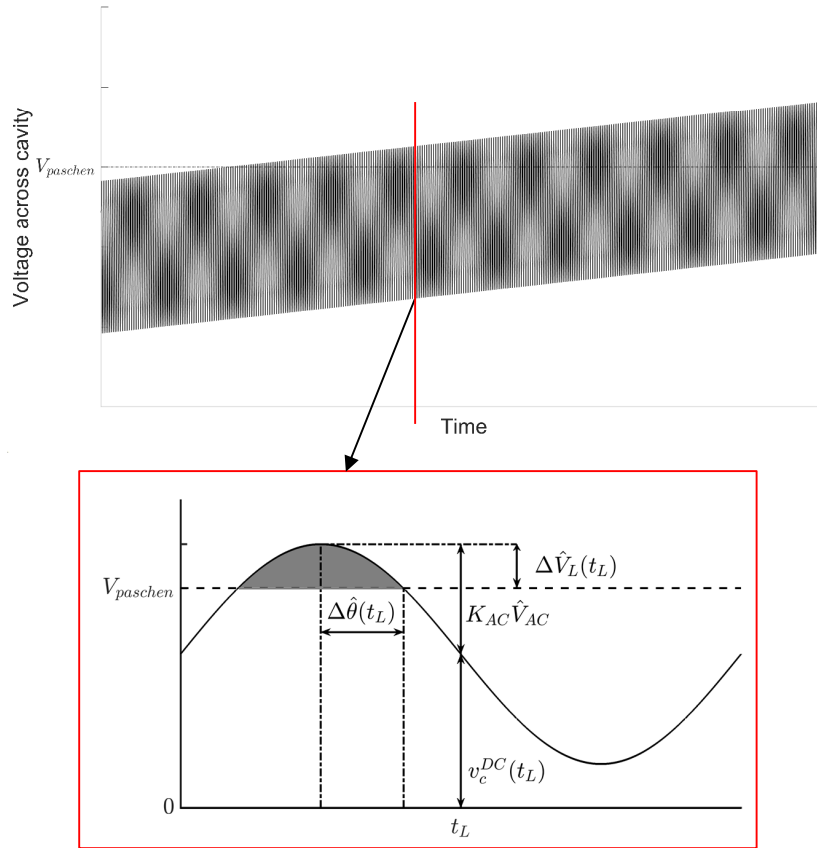 Voltage across cavity
$V_{paschen}$
Time
$\Delta \hat{V}_L(t_L)$
$V_{paschen}$
$\Delta \hat{\theta}(t_L)$
$K_{AC}\hat{V}_{AC}$
$v_c^{DC}(t_L)$
0
$t_L$